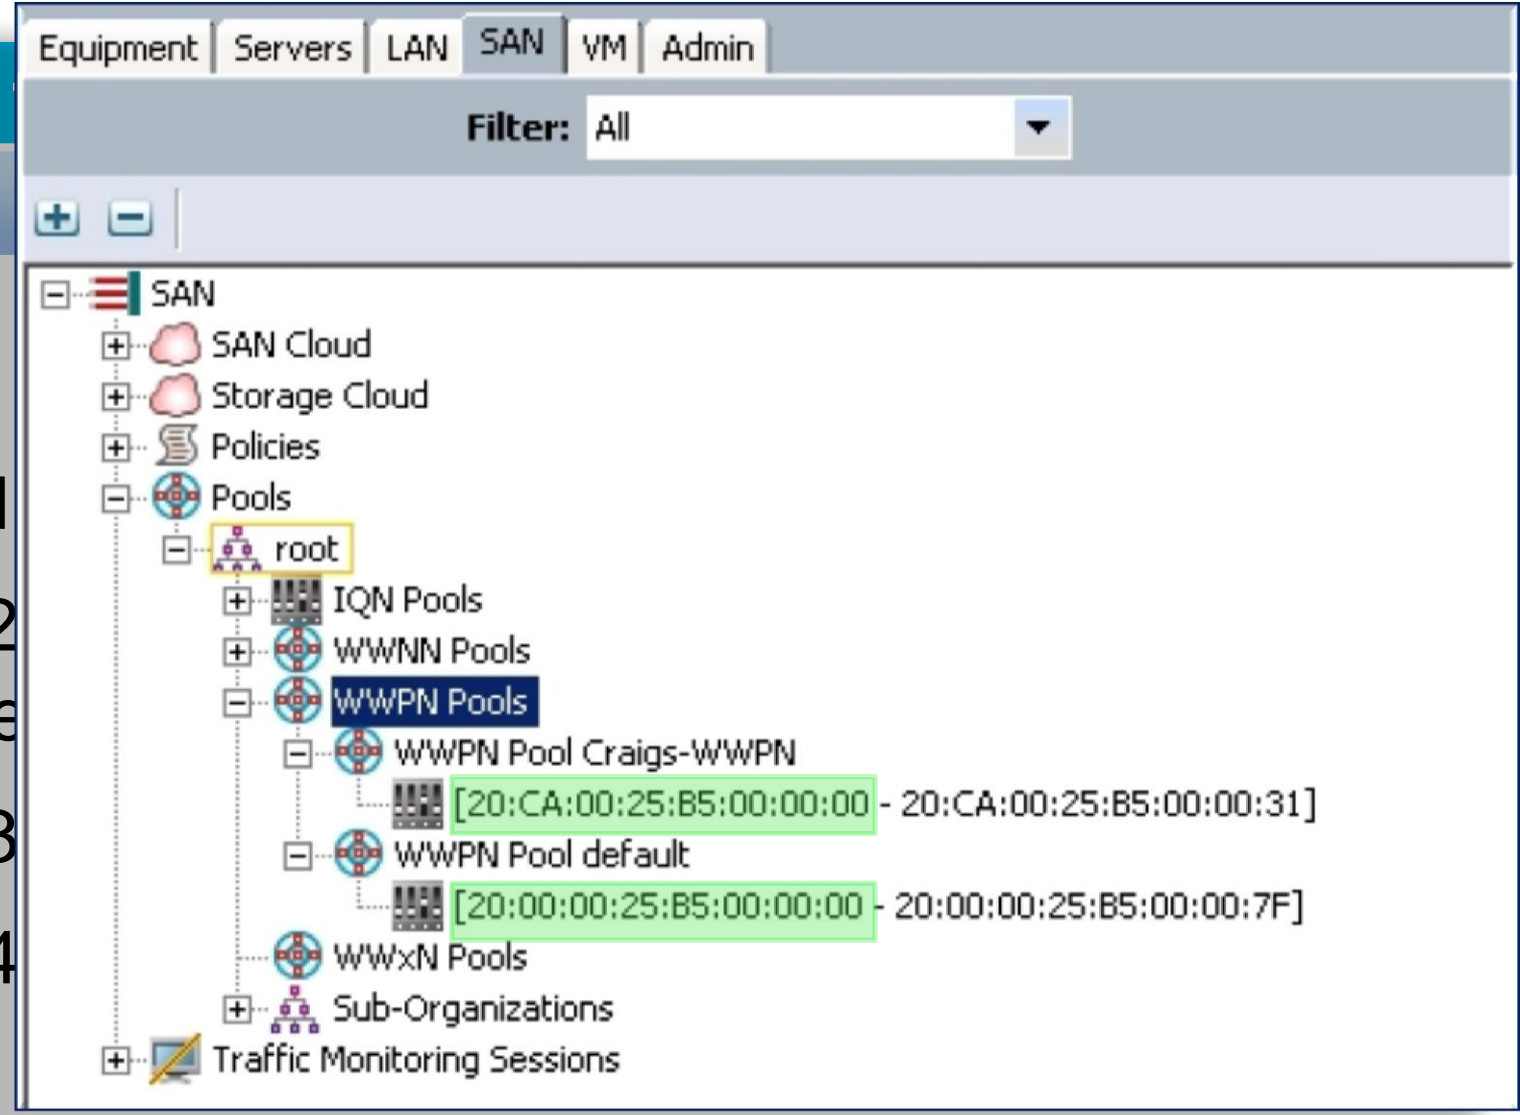 Equipment Servers LAN SAN VM Admin
Filter: All
SAN
SAN Cloud
Storage Cloud
Policies
Pools
root
IQN Pools
WWNN Pools
WWPN Pools
WWPN Pool Craigs-WWPN
[20:CA:00:25:B5:00:00:00 - 20:CA:00:25:B5:00:00:31]
WWPN Pool default
[20:00:00:25:B5:00:00:00 - 20:00:00:25:B5:00:00:7F]
WWxN Pools
Sub-Organizations
Traffic Monitoring Sessions